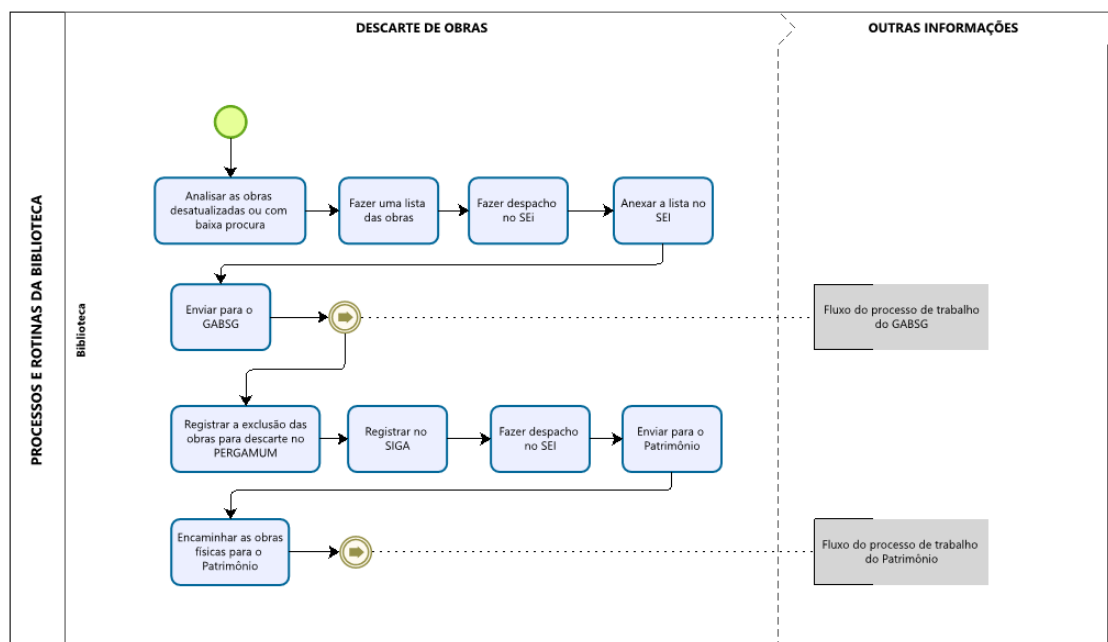 DESCARTE DE OBRAS
OUTRAS INFORMAÇÕES
PROCESSOS E ROTINAS DA BIBLIOTECA
Biblioteca
Analisar as obras
desatualizadas ou com
baixa procura
Fazer uma lista
das obras
Fazer despacho
no SEi
Anexar a lista no
SEI
Enviar para o
GABSG
Fluxo do processo de trabalho
do GABSG
Registrar a exclusão das
obras para descarte no
PERGAMUM
Registrar no
SIGA
Fazer despacho
no SEI
Enviar para o
Patrimônio
Encaminhar as obras
físicas para o
Patrimônio
Fluxo do processo de trabalho
do Patrimônio